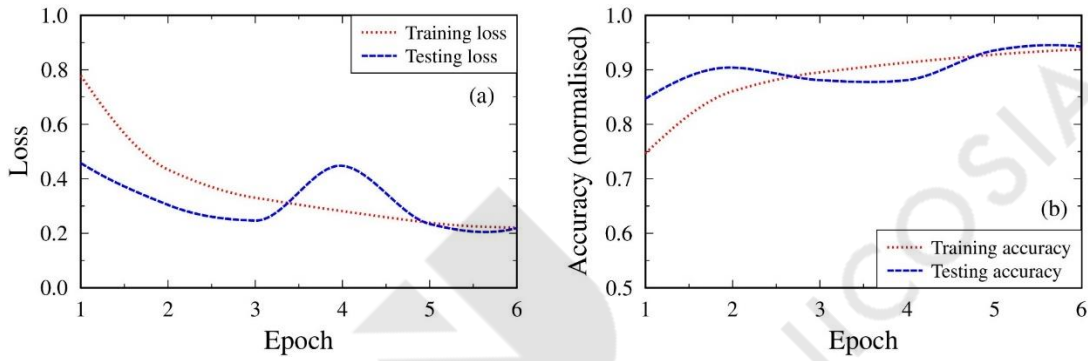 1.0
0.8
0.6
0.4
0.2
0.0
Loss
Training loss
Testing loss
(a)
1 2 3 4 5 6
Epoch
1.0
0.9
0.8
0.7
0.6
0.5
Accuracy (normalised)
(b)
Training accuracy
Testing accuracy
1 2 3 4 5 6
Epoch
ICOSIA